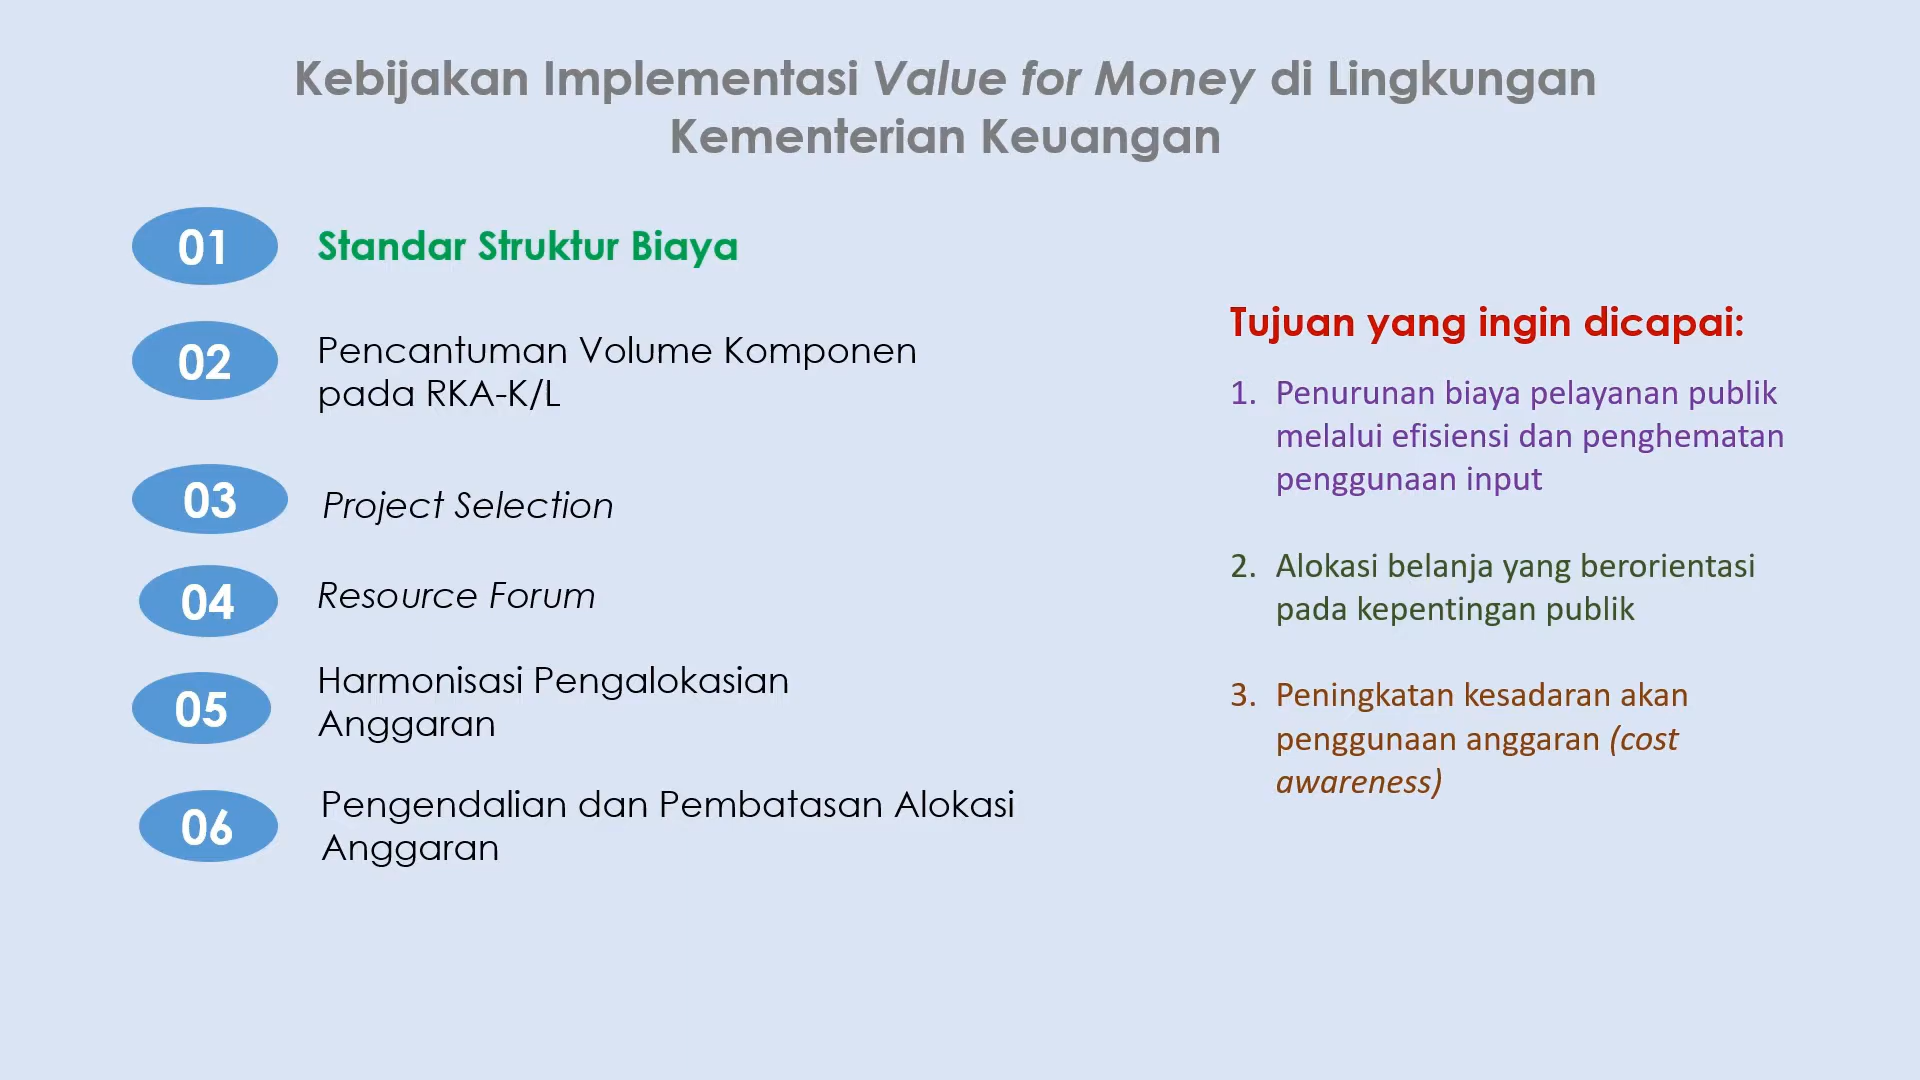 Kebijakan Implementasi Value for Money di Lingkungan
Kementerian Keuangan
01
Standar Struktur Biaya
02
Pencantuman Volume Komponen
pada RKA-K/L
03
Project Selection
04
Resource Forum
05
Harmonisasi Pengalokasian
Anggaran
06
Pengendalian dan Pembatasan Alokasi
Anggaran
Tujuan yang ingin dicapai:
1. Penurunan biaya pelayanan publik
melalui efisiensi dan penghematan
penggunaan input
2. Alokasi belanja yang berorientasi
pada kepentingan publik
3. Peningkatan kesadaran akan
penggunaan anggaran (cost
awareness)